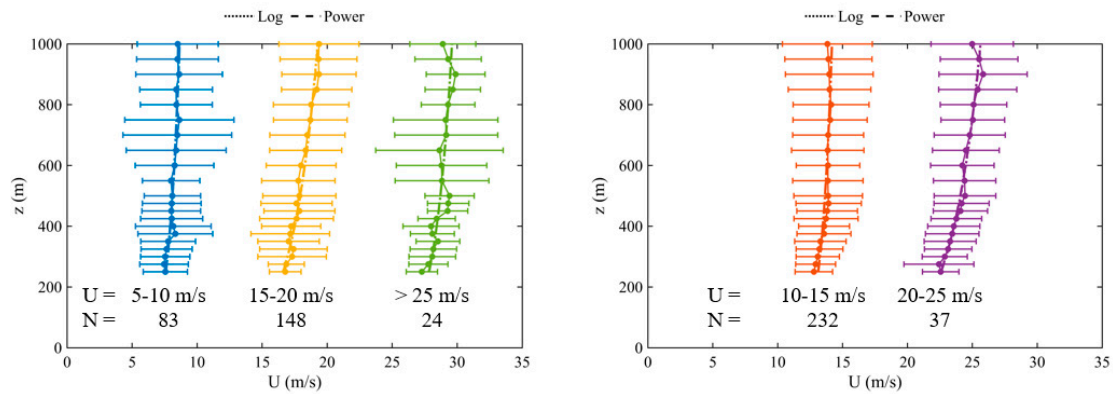 Log Power
1000
800
600
400
200
0
z (m)
U = 5-10 m/s 15-20 m/s > 25 m/s
N = 83 148 24
0 5 10 15 20 25 30 35
U (m/s)
Log Power
1000
800
600
400
200
0
z (m)
U = 10-15 m/s 20-25 m/s
N = 232 37
0 5 10 15 20 25 30 35
U (m/s)